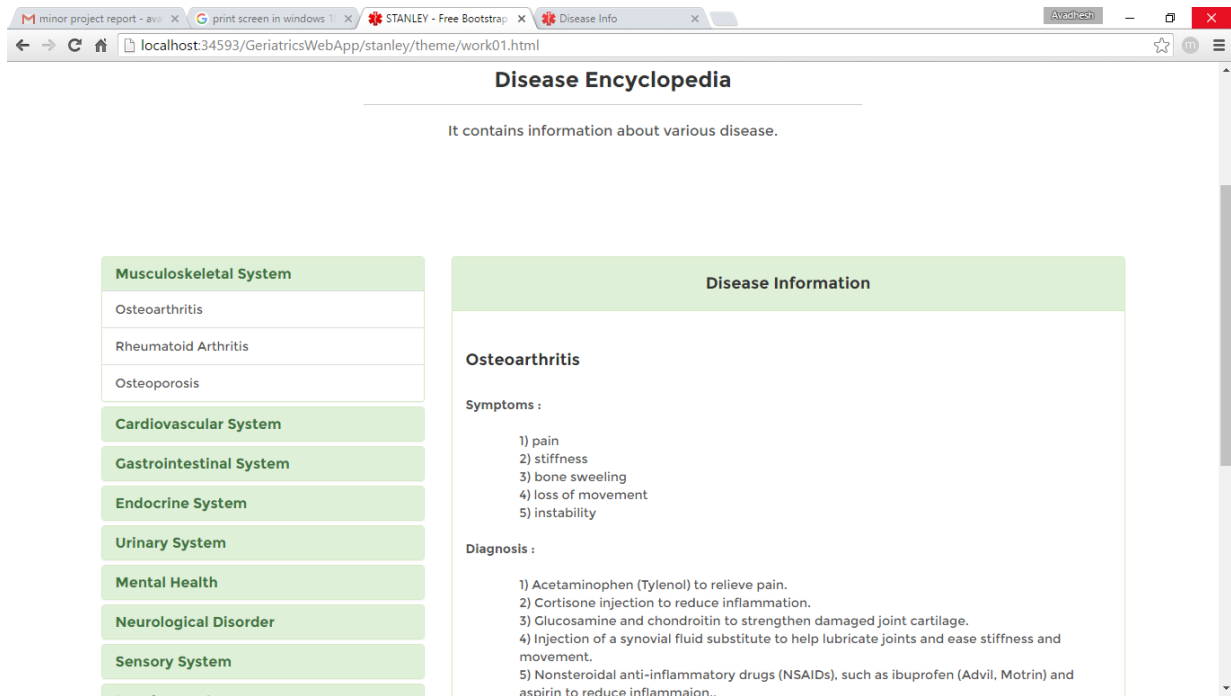 minor project report - ava
print screen in windows 1
STANLEY - Free Bootstrap
Disease Info
Avadhesh
localhost:34593/GeriatricsWebApp/stanley/theme/work01.html
Disease Encyclopedia
It contains information about various disease.
Musculoskeletal System
Osteoarthritis
Rheumatoid Arthritis
Osteoporosis
Cardiovascular System
Gastrointestinal System
Endocrine System
Urinary System
Mental Health
Neurological Disorder
Sensory System
Disease Information
Osteoarthritis
Symptoms :
1) pain
2) stiffness
3) bone sweeling
4) loss of movement
5) instability
Diagnosis :
1) Acetaminophen (Tylenol) to relieve pain.
2) Cortisone injection to reduce inflammation.
3) Glucosamine and chondroitin to strengthen damaged joint cartilage.
4) Injection of a synovial fluid substitute to help lubricate joints and ease stiffness and
movement.
5) Nonsteroidal anti-inflammatory drugs (NSAIDs), such as ibuprofen (Advil, Motrin) and
aspirin to reduce inflammaion..